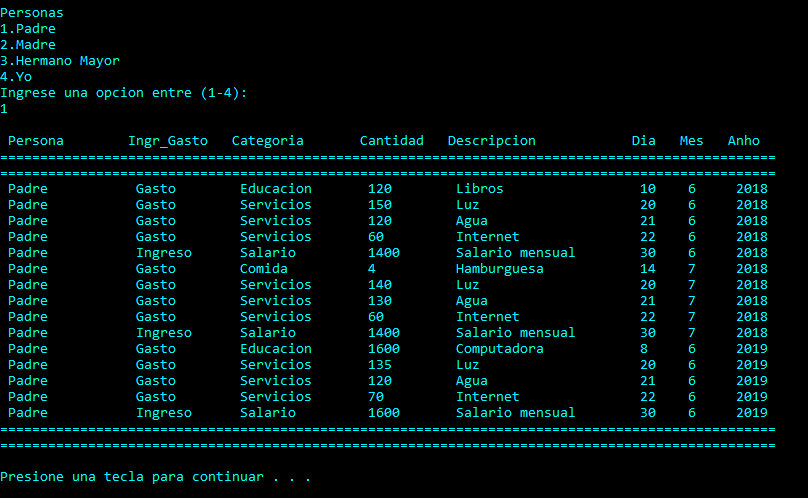 Personas
1.Padre
2.Madre
3.Hermano Mayor
4.Yo
Ingrese una opcion entre (1-4):
1
Persona Ingr_Gasto Categoria Cantidad Descripcion Dia Mes Anho
=================================================================================================
=================================================================================================
Padre Gasto Educacion 120 Libros 10 6 2018
Padre Gasto Servicios 150 Luz 20 6 2018
Padre Gasto Servicios 120 Agua 21 6 2018
Padre Gasto Servicios 60 Internet 22 6 2018
Padre Ingreso Salario 1400 Salario mensual 30 6 2018
Padre Gasto Comida 4 Hamburguesa 14 7 2018
Padre Gasto Servicios 140 Luz 20 7 2018
Padre Gasto Servicios 130 Agua 21 7 2018
Padre Gasto Servicios 60 Internet 22 7 2018
Padre Ingreso Salario 1400 Salario mensual 30 7 2018
Padre Gasto Educacion 1600 Computadora 8 6 2019
Padre Gasto Servicios 135 Luz 20 6 2019
Padre Gasto Servicios 120 Agua 21 6 2019
Padre Gasto Servicios 70 Internet 22 6 2019
Padre Ingreso Salario 1600 Salario mensual 30 6 2019
=================================================================================================
=================================================================================================
Presione una tecla para continuar . . .